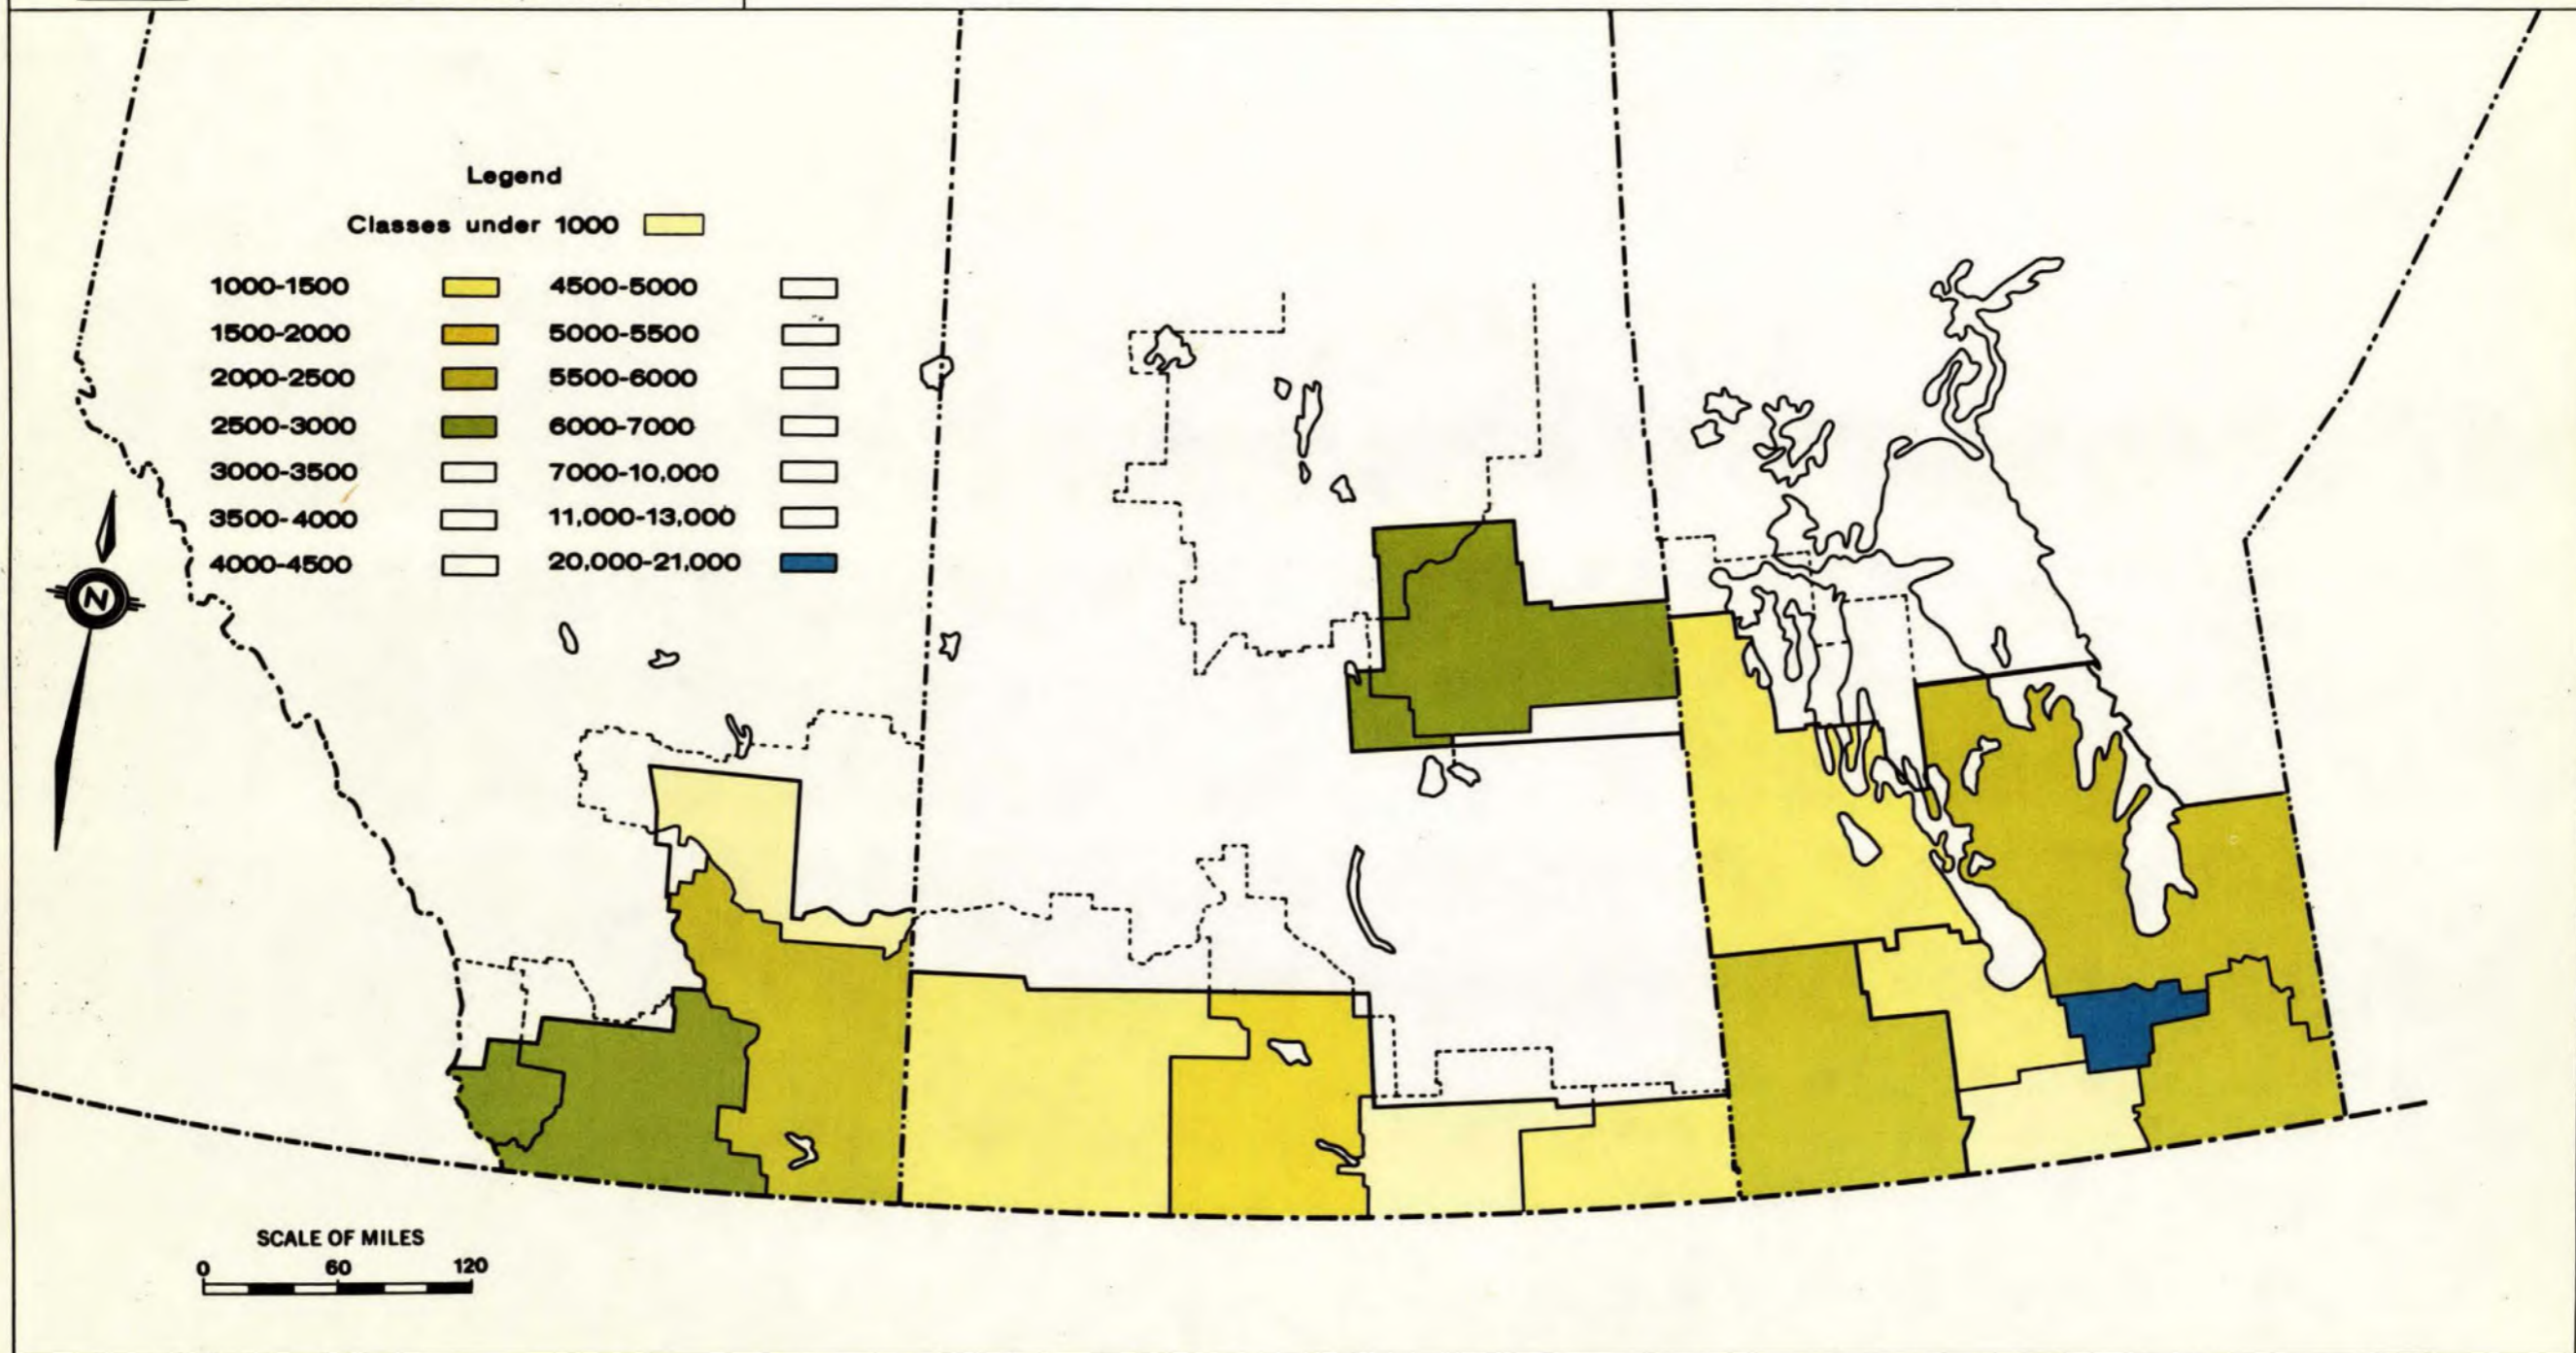 Legend
Classes under 1000
1000-1500 4500-5000
1500-2000 5000-5500
2000-2500 5500-6000
2500-3000 6000-7000
3000-3500 7000-10,000
3500-4000 11,000-13,000
4000-4500 20,000-21,000
N
SCALE OF MILES
0 60 120